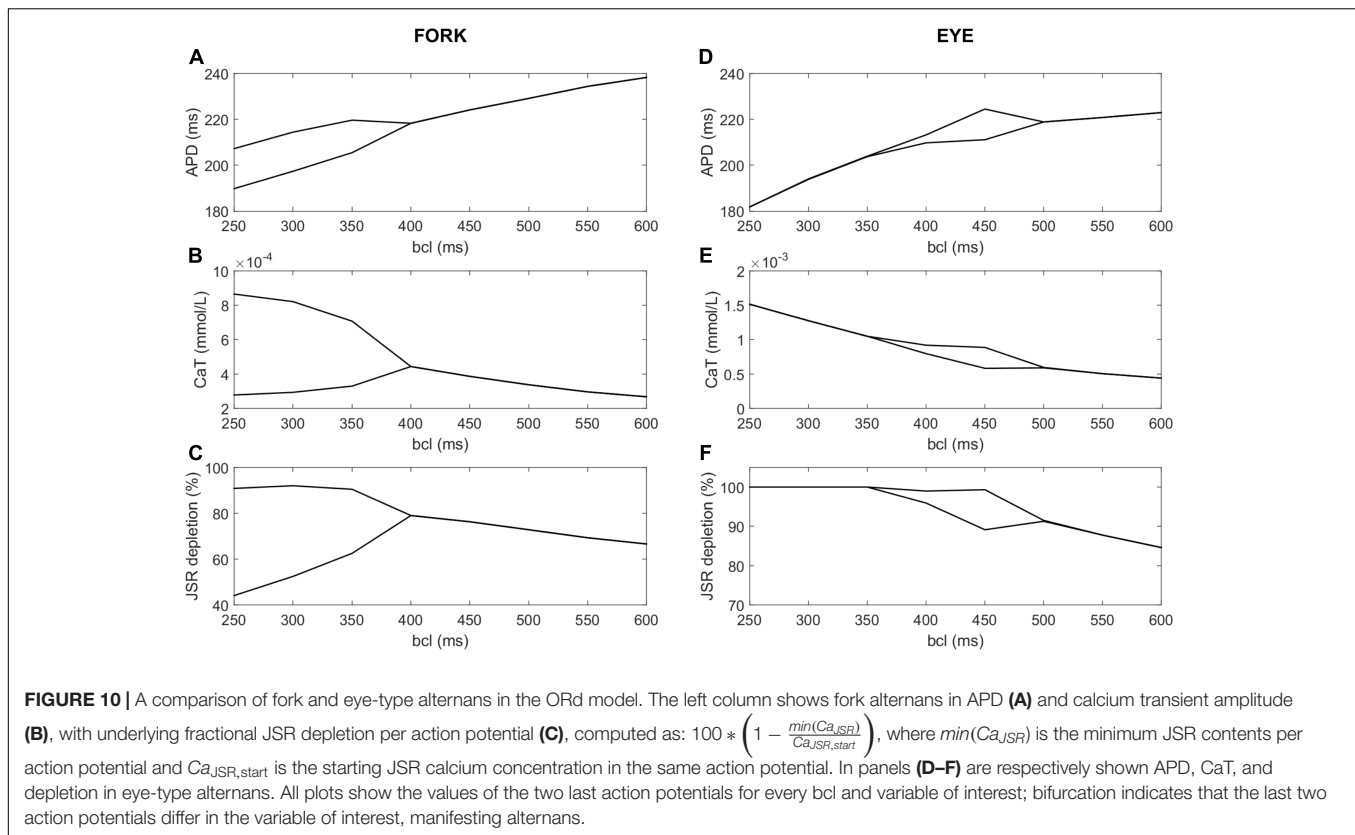 FORK
EYE
A
240
220
200
180
APD (ms)
250 300 350 400 450 500 550 600
bcl (ms)
D
240
220
200
180
APD (ms)
250 300 350 400 450 500 550 600
bcl (ms)
B
×10⁻⁴
10
8
6
4
2
CaT (mmol/L)
250 300 350 400 450 500 550 600
bcl (ms)
E
×10⁻³
2
1.5
1
0.5
0
CaT (mmol/L)
250 300 350 400 450 500 550 600
bcl (ms)
C
100
80
60
40
JSR depletion (%)
250 300 350 400 450 500 550 600
bcl (ms)
F
100
90
80
70
JSR depletion (%)
250 300 350 400 450 500 550 600
bcl (ms)
FIGURE 10 | A comparison of fork and eye-type alternans in the ORd model. The left column shows fork alternans in APD (A) and calcium transient amplitude
(B), with underlying fractional JSR depletion per action potential (C), computed as: 100 * (1 − min(Ca_JSR)/Ca_JSR,start), where min(Ca_JSR) is the minimum JSR contents per
action potential and Ca_JSR,start is the starting JSR calcium concentration in the same action potential. In panels (D–F) are respectively shown APD, CaT, and
depletion in eye-type alternans. All plots show the values of the two last action potentials for every bcl and variable of interest; bifurcation indicates that the last two
action potentials differ in the variable of interest, manifesting alternans.